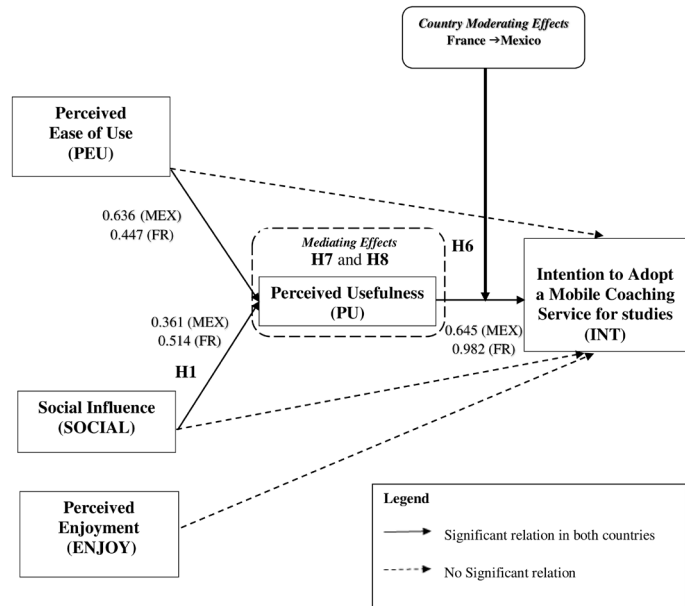 Country Moderating Effects
France → Mexico
Perceived
Ease of Use
(PEU)
0.636 (MEX)
0.447 (FR)
Mediating Effects
H7 and H8
H6
Perceived Usefulness
(PU)
Intention to Adopt
a Mobile Coaching
Service for studies
(INT)
0.361 (MEX)
0.514 (FR)
0.645 (MEX)
0.982 (FR)
H1
Social Influence
(SOCIAL)
Perceived
Enjoyment
(ENJOY)
Legend
Significant relation in both countries
No Significant relation